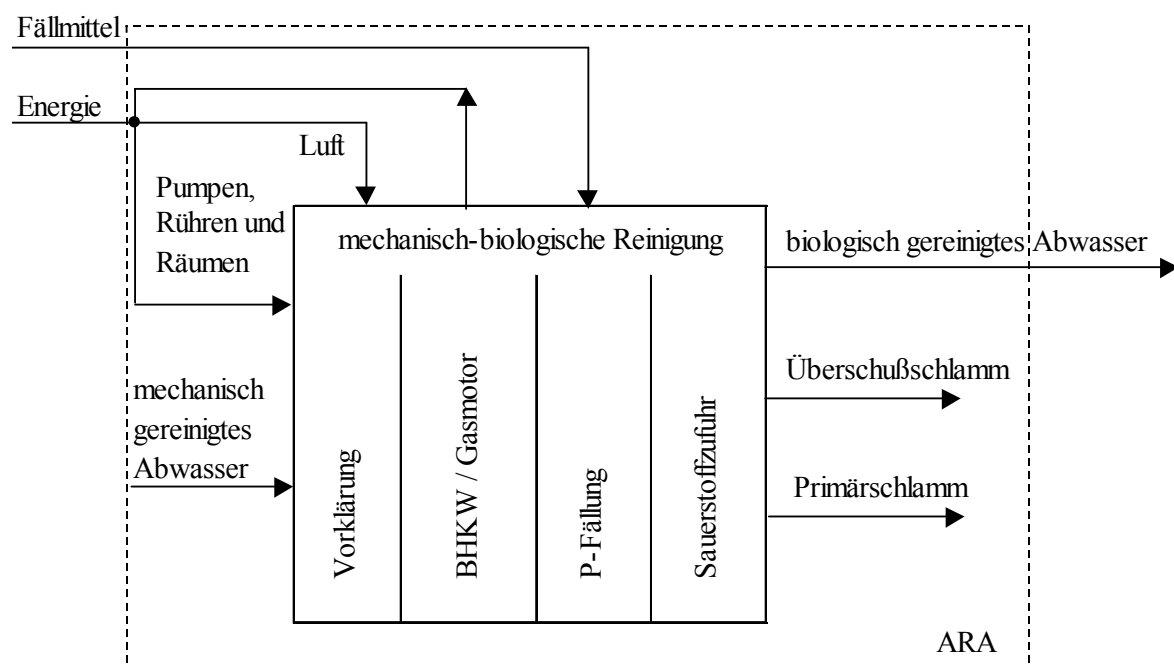 Fällmittel
Energie
Luft
Pumpen,
Rühren und
Räumen
mechanisch-biologische Reinigung
biologisch gereinigtes Abwasser
mechanisch
gereinigtes
Abwasser
Vorklärung
BHKW / Gasmotor
P-Fällung
Sauerstoffzufuhr
Überschußschlamm
Primärschlamm
ARA